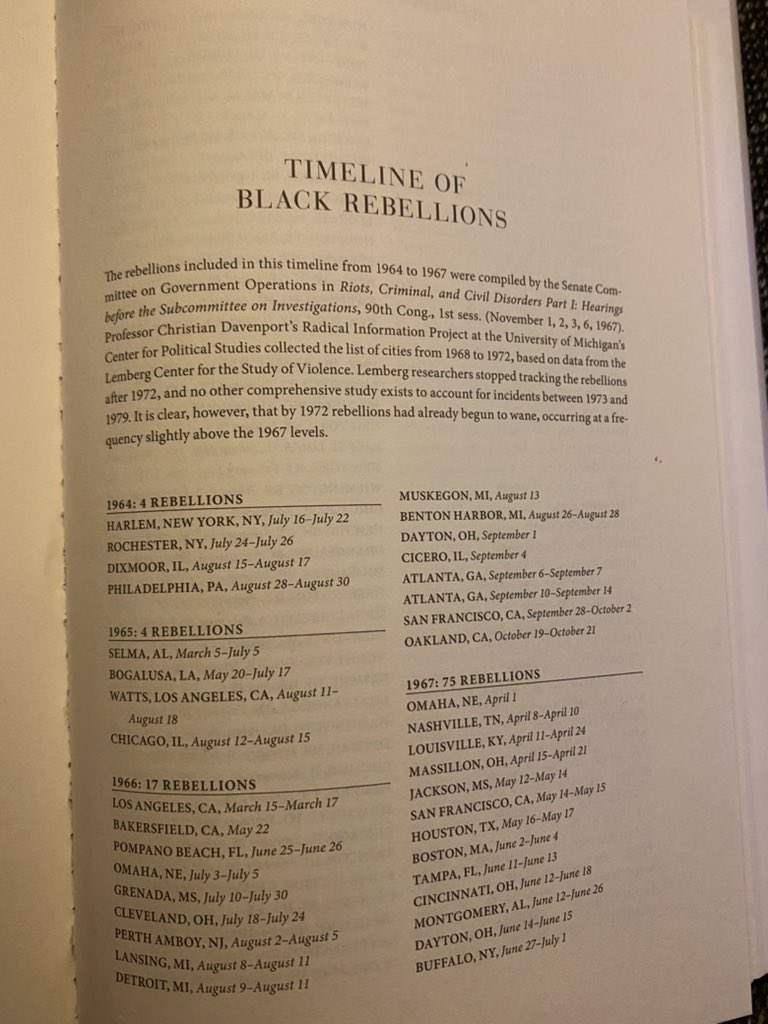 TIMELINE OF
BLACK REBELLIONS
The rebellions included in this timeline from 1964 to 1967 were compiled by the Senate Com-
mittee on Government Operations in Riots, Criminal, and Civil Disorders Part I: Hearings
before the Subcommittee on Investigations, 90th Cong., 1st sess. (November 1, 2, 3, 6, 1967).
Professor Christian Davenport's Radical Information Project at the University of Michigan's
Center for Political Studies collected the list of cities from 1968 to 1972, based on data from the
Lemberg Center for the Study of Violence. Lemberg researchers stopped tracking the rebellions
after 1972, and no other comprehensive study exists to account for incidents between 1973 and
1979. It is clear, however, that by 1972 rebellions had already begun to wane, occurring at a fre-
quency slightly above the 1967 levels.
1964: 4 REBELLIONS
HARLEM, NEW YORK, NY, July 16–July 22
ROCHESTER, NY, July 24–July 26
DIXMOOR, IL, August 15–August 17
PHILADELPHIA, PA, August 28–August 30
1965: 4 REBELLIONS
SELMA, AL, March 5–July 5
BOGALUSA, LA, May 20–July 17
WATTS, LOS ANGELES, CA, August 11–
August 18
CHICAGO, IL, August 12–August 15
1966: 17 REBELLIONS
LOS ANGELES, CA, March 15–March 17
BAKERSFIELD, CA, May 22
POMPANO BEACH, FL, June 25–June 26
OMAHA, NE, July 3–July 5
GRENADA, MS, July 10–July 30
CLEVELAND, OH, July 18–July 24
PERTH AMBOY, NJ, August 2–August 5
LANSING, MI, August 8–August 11
DETROIT, MI, August 9–August 11
MUSKEGON, MI, August 13
BENTON HARBOR, MI, August 26–August 28
DAYTON, OH, September 1
CICERO, IL, September 4
ATLANTA, GA, September 6–September 7
ATLANTA, GA, September 10–September 14
SAN FRANCISCO, CA, September 28–October 2
OAKLAND, CA, October 19–October 21
1967: 75 REBELLIONS
OMAHA, NE, April 1
NASHVILLE, TN, April 8–April 10
LOUISVILLE, KY, April 11–April 24
MASSILLON, OH, April 15–April 21
JACKSON, MS, May 12–May 14
SAN FRANCISCO, CA, May 14–May 15
HOUSTON, TX, May 16–May 17
BOSTON, MA, June 2–June 4
TAMPA, FL, June 11–June 13
CINCINNATI, OH, June 12–June 18
MONTGOMERY, AL, June 12–June 26
DAYTON, OH, June 14–June 15
BUFFALO, NY, June 27–July 1